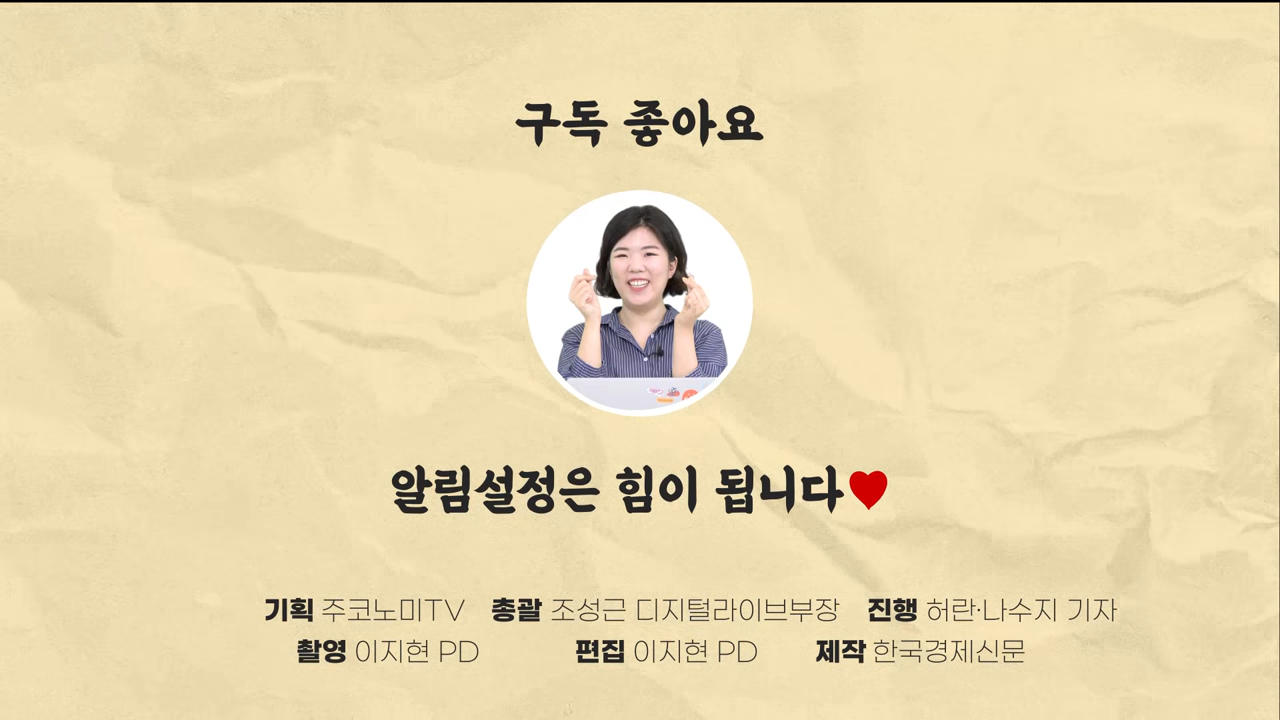 구독 좋아요
알림설정은 힘이 됩니다♥
기획 주코노미TV 총괄 조성근 디지털라이브부장 진행 허란·나수지 기자
촬영 이지현 PD 편집 이지현 PD 제작 한국경제신문